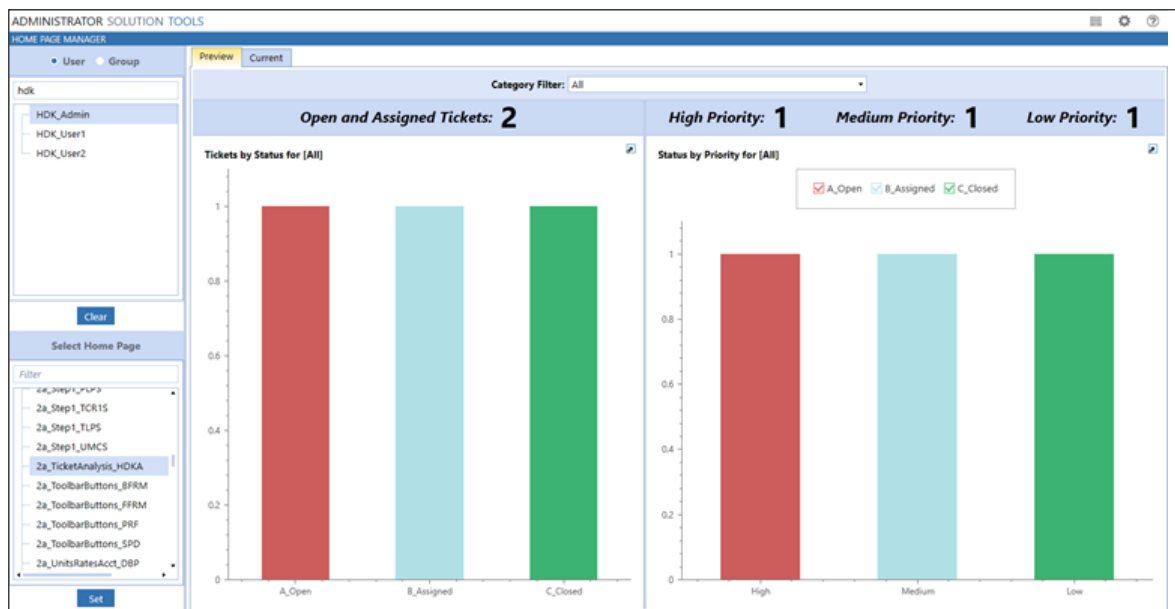 ADMINISTRATOR SOLUTION TOOLS
HOME PAGE MANAGER
User Group
hdk
HDK_Admin
HDK_User1
HDK_User2
Clear
Select Home Page
Filter
2a_Step1_PLPS
2a_Step1_TCR1S
2a_Step1_TLPS
2a_Step1_UMCS
2a_TicketAnalysis_HDKA
2a_ToolbarButtons_BFRM
2a_ToolbarButtons_FFRM
2a_ToolbarButtons_PRF
2a_ToolbarButtons_SPD
2a_UnitsRatesAcct_DBP
Set
Preview Current
Category Filter: All
Open and Assigned Tickets: 2
High Priority: 1 Medium Priority: 1 Low Priority: 1
Tickets by Status for [All]
1
0.8
0.6
0.4
0.2
0
A_Open B_Assigned C_Closed
Status by Priority for [All]
A_Open B_Assigned C_Closed
1
0.8
0.6
0.4
0.2
0
High Medium Low